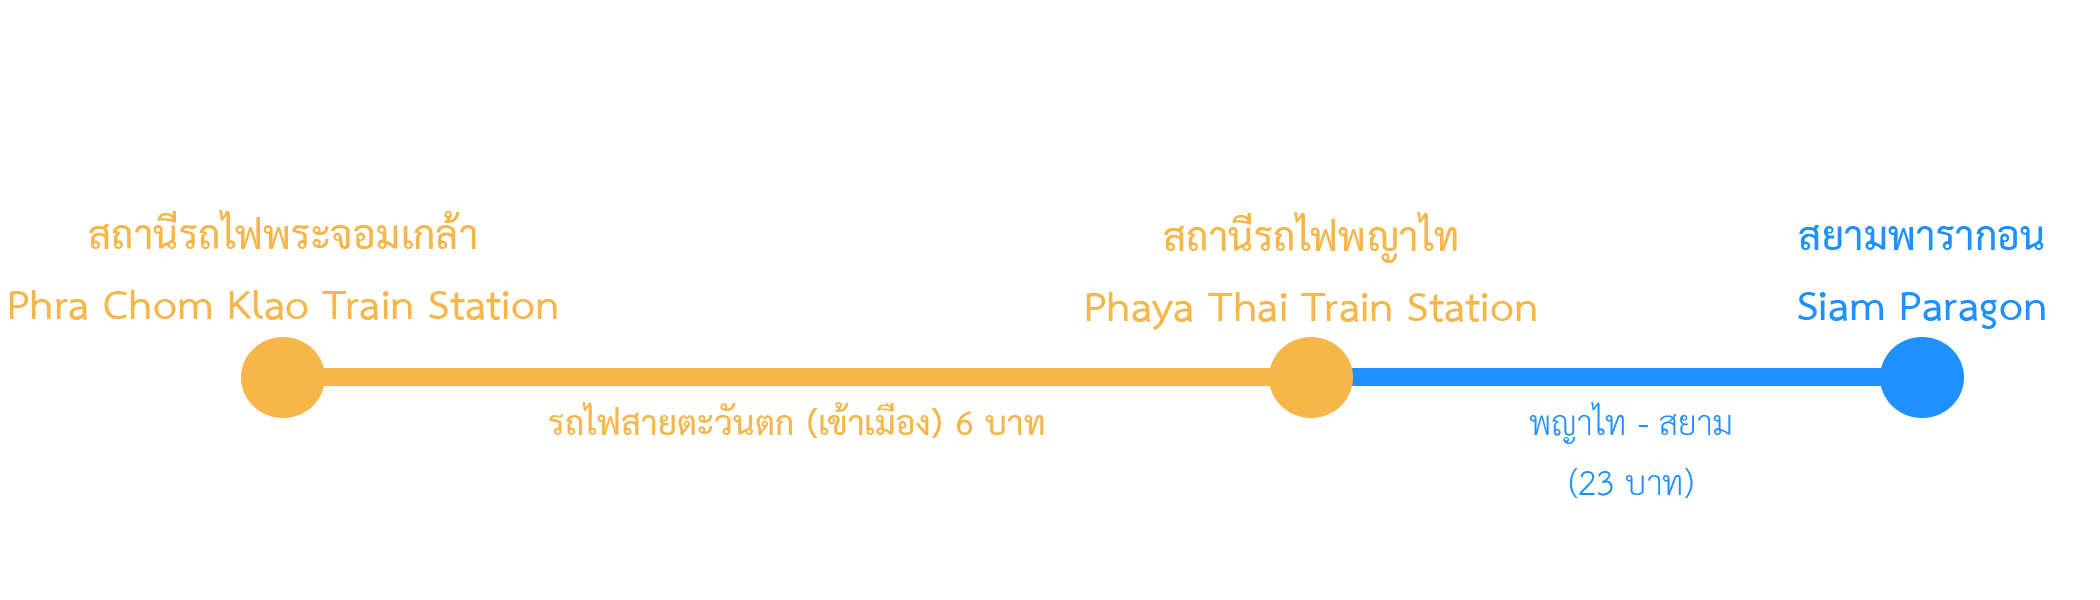 สถานีรถไฟพระจอมเกล้า
Phra Chom Klao Train Station
สถานีรถไฟพญาไท
Phaya Thai Train Station
สยามพารากอน
Siam Paragon
รถไฟสายตะวันตก (เข้าเมือง) 6 บาท
พญาไท - สยาม
(23 บาท)